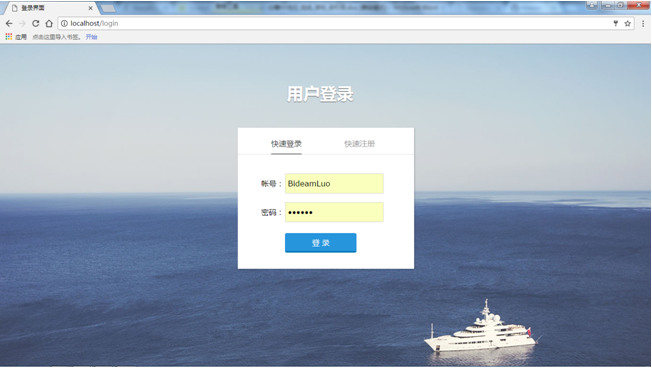 登录界面
localhost/login
应用 点击这里导入书签。 开始
用户登录
快速登录 快速注册
帐号： BideamLuo
密码： ••••••
登 录